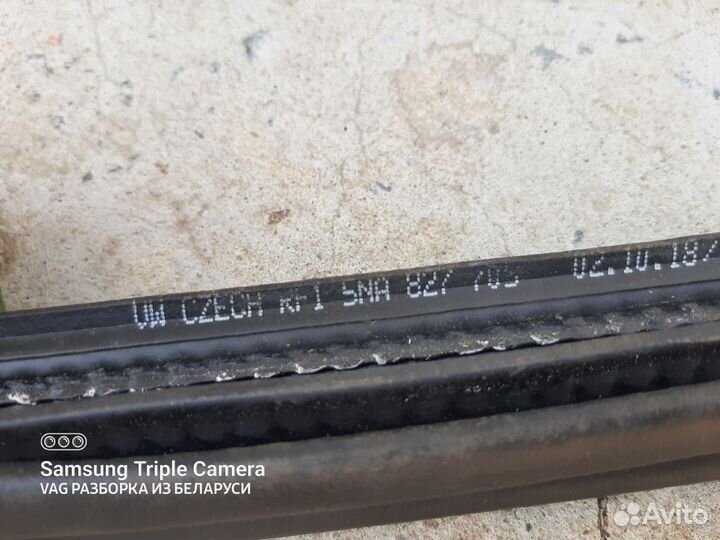 VW CZECH KF1 5NA 827 705 02.10.18/
Samsung Triple Camera
VAG РАЗБОРКА ИЗ БЕЛАРУСИ
Avito